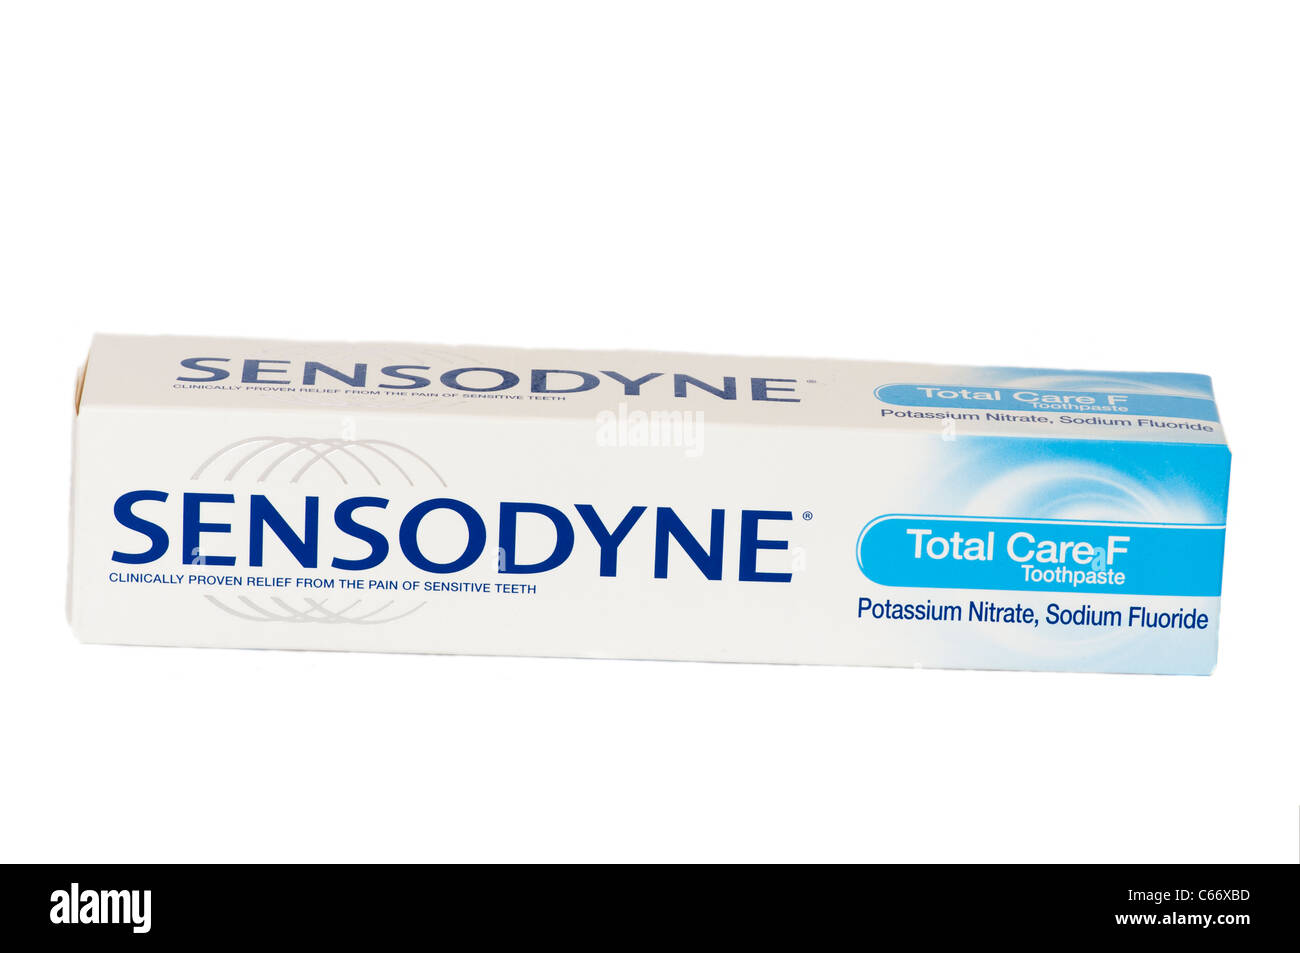 SENSODYNE®
CLINICALLY PROVEN RELIEF FROM THE PAIN OF SENSITIVE TEETH
Total Care F
Toothpaste
Potassium Nitrate, Sodium Fluoride
alamy
SENSODYNE®
CLINICALLY PROVEN RELIEF FROM THE PAIN OF SENSITIVE TEETH
Total Care F
Toothpaste
Potassium Nitrate, Sodium Fluoride
a
alamy
Image ID: C66XBD
www.alamy.com